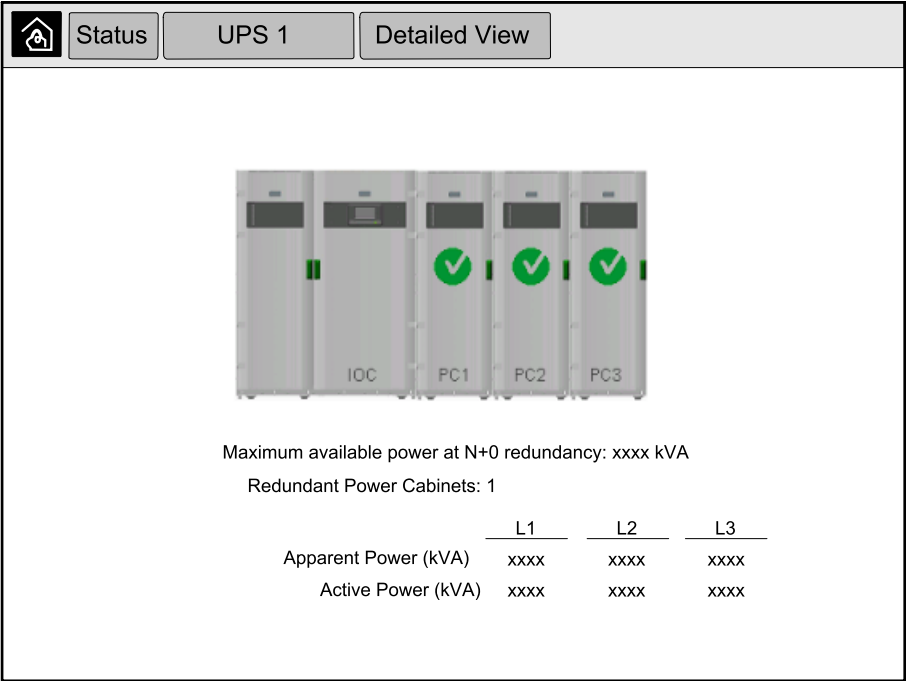 Status UPS 1 Detailed View
IOC PC1 PC2 PC3
Maximum available power at N+0 redundancy: xxxx kVA
Redundant Power Cabinets: 1
L1 L2 L3
Apparent Power (kVA) xxxx xxxx xxxx
Active Power (kVA) xxxx xxxx xxxx